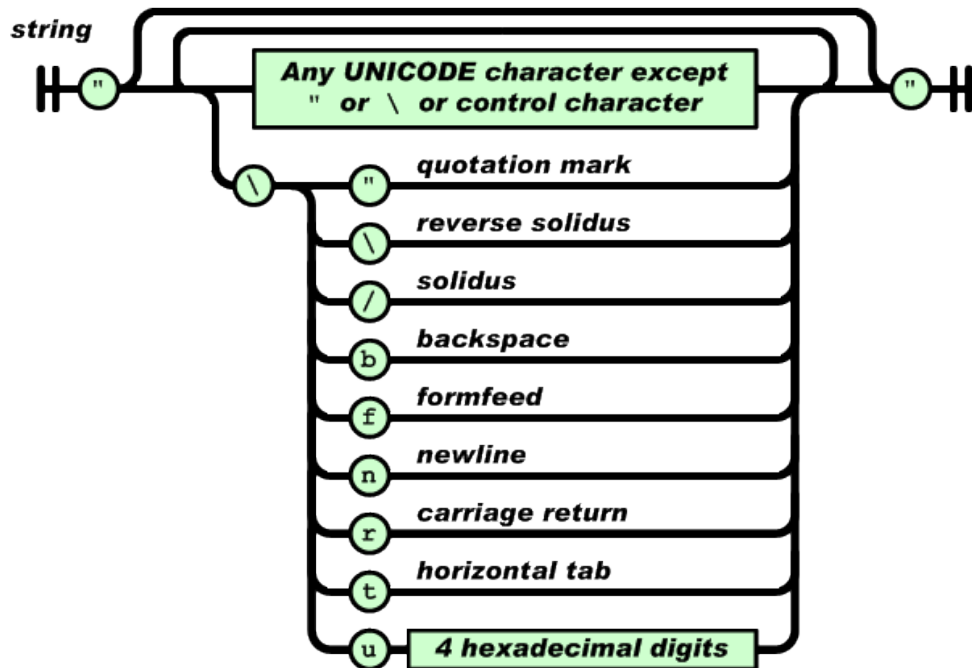 string
" Any UNICODE character except "
" or \ or control character
\ " quotation mark
\ reverse solidus
/ solidus
b backspace
f formfeed
n newline
r carriage return
t horizontal tab
u 4 hexadecimal digits